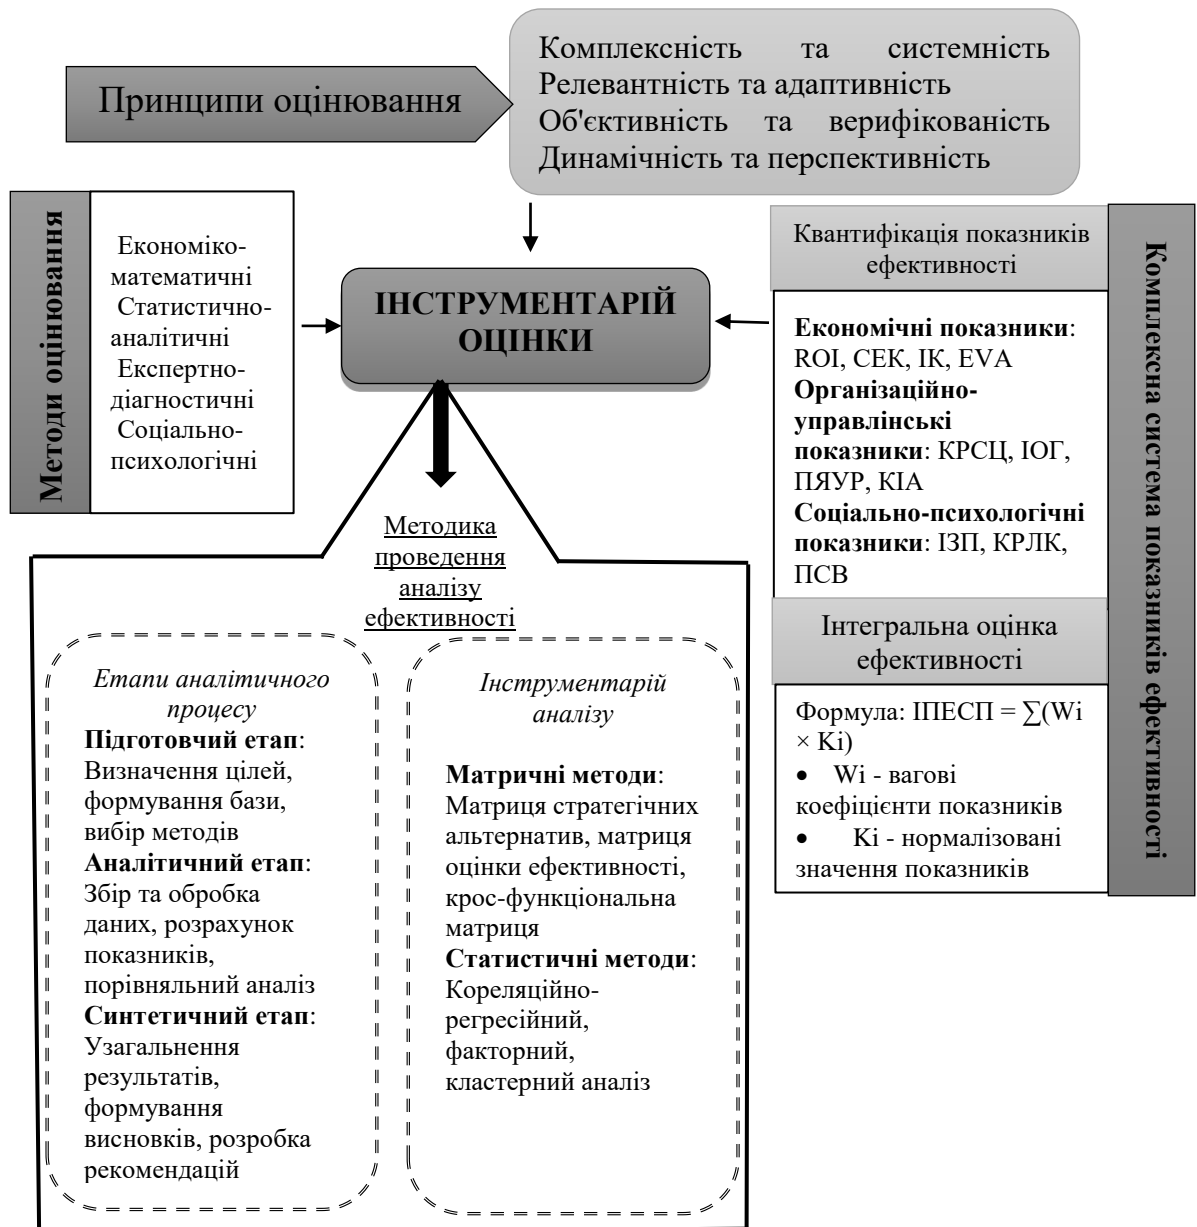 Принципи оцінювання
Комплексність та системність
Релевантність та адаптивність
Об'єктивність та верифікованість
Динамічність та перспективність
Методи оцінювання
Економіко-
математичні
Статистично-
аналітичні
Експертно-
діагностичні
Соціально-
психологічні
ІНСТРУМЕНТАРІЙ
ОЦІНКИ
Квантифікація показників
ефективності
Економічні показники:
ROI, СЕК, ІК, EVA
Організаційно-
управлінські
показники: КРСЦ, ІОГ,
ПЯУР, КІА
Соціально-психологічні
показники: ІЗП, КРЛК,
ПСВ
Інтегральна оцінка
ефективності
Формула: ІПЕСП = ∑(Wi
× Ki)
• Wi - вагові
коефіцієнти показників
• Ki - нормалізовані
значення показників
Комплексна система показників ефективності
Методика
проведення
аналізу
ефективності
Етапи аналітичного
процесу
Підготовчий етап:
Визначення цілей,
формування бази,
вибір методів
Аналітичний етап:
Збір та обробка
даних, розрахунок
показників,
порівняльний аналіз
Синтетичний етап:
Узагальнення
результатів,
формування
висновків, розробка
рекомендацій
Інструментарій
аналізу
Матричні методи:
Матриця стратегічних
альтернатив, матриця
оцінки ефективності,
крос-функціональна
матриця
Статистичні методи:
Кореляційно-
регресійний,
факторний,
кластерний аналіз